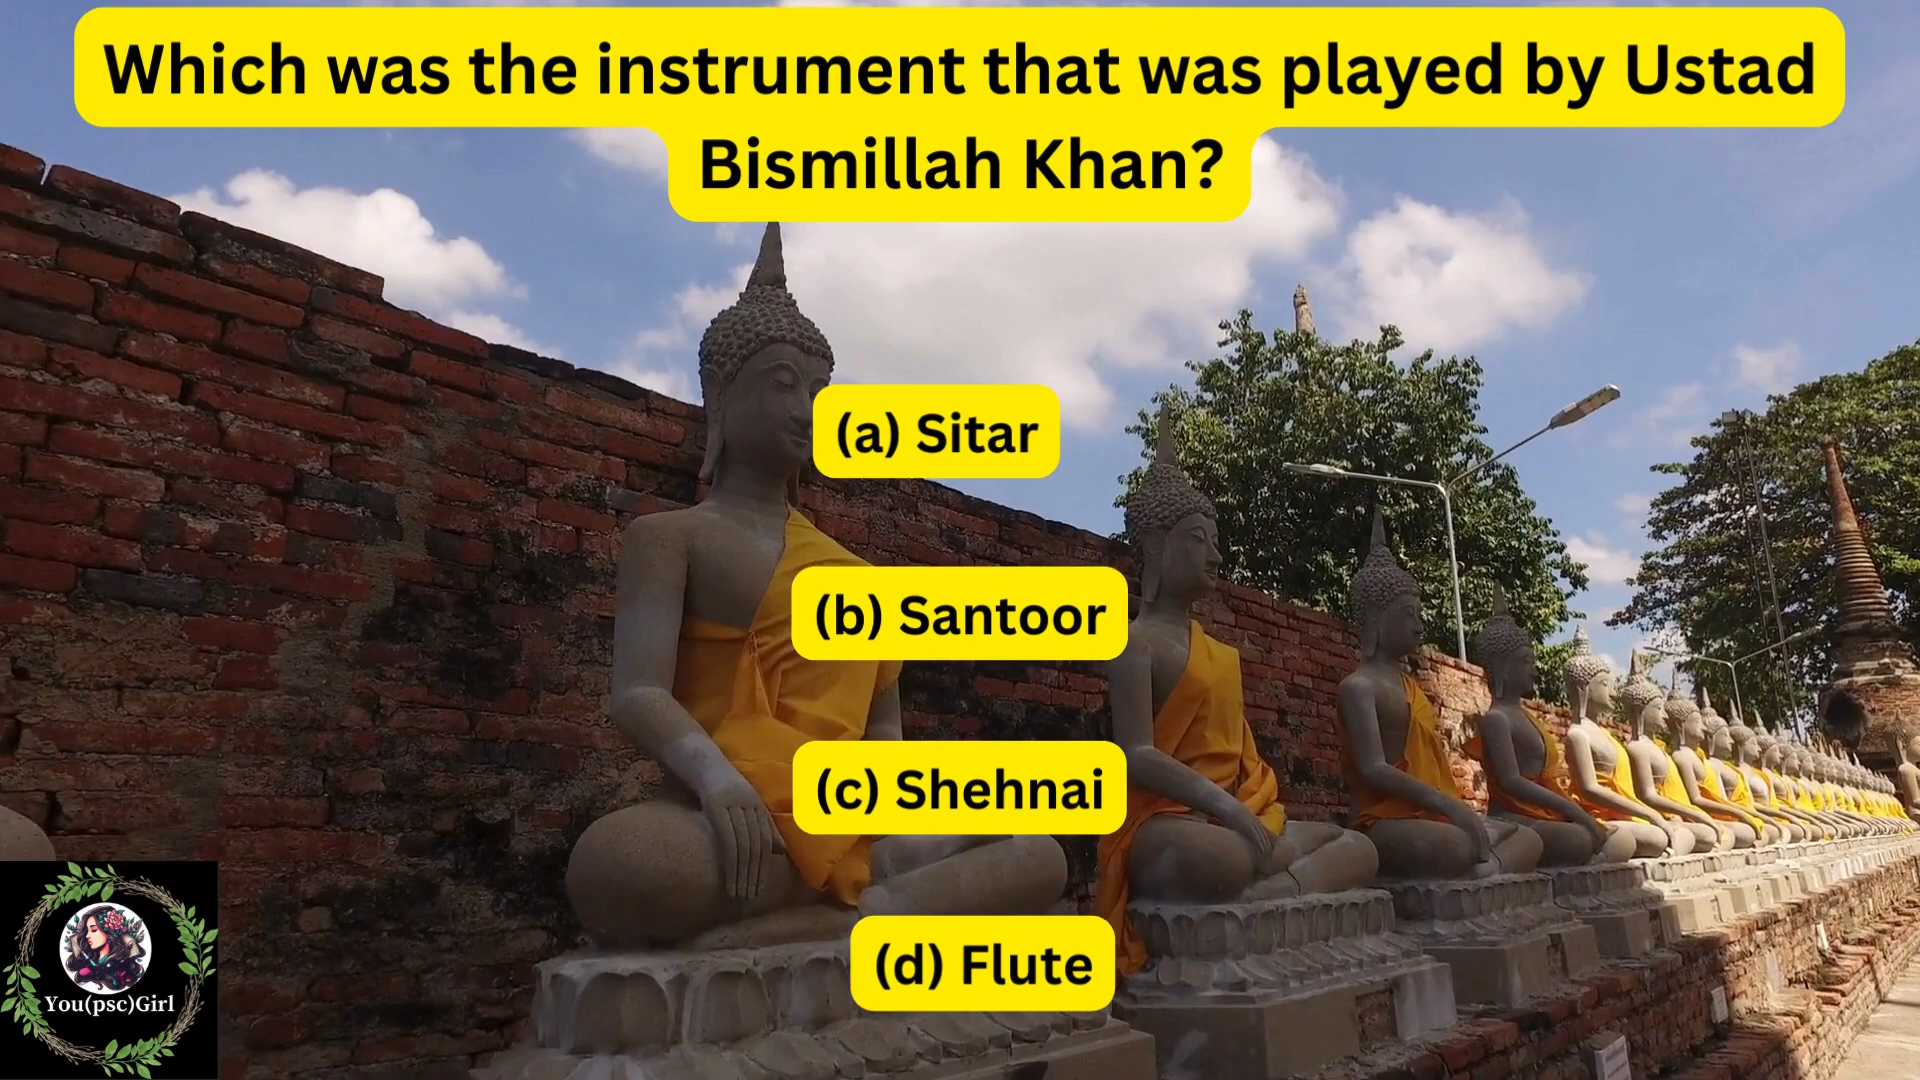 Which was the instrument that was played by Ustad
Bismillah Khan?
(a) Sitar
(b) Santoor
(c) Shehnai
(d) Flute
You(psc)Girl